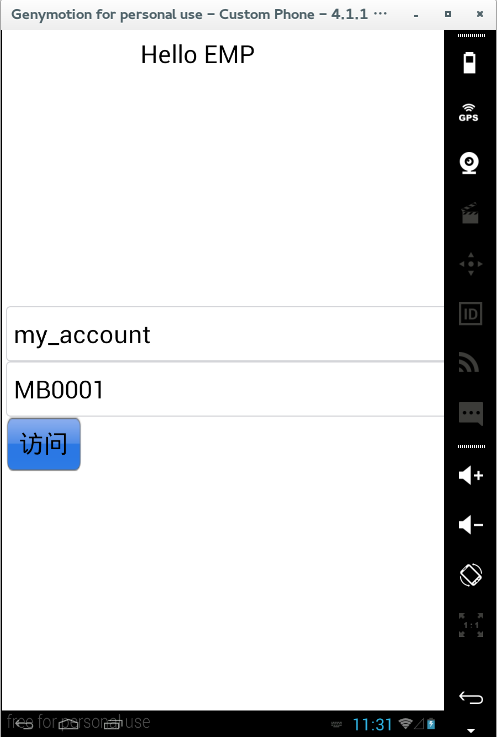 Genymotion for personal use – Custom Phone – 4.1.1 ···
Hello EMP
GPS
ID
my_account
MB0001
访问
1:1
free for personal use
11:31